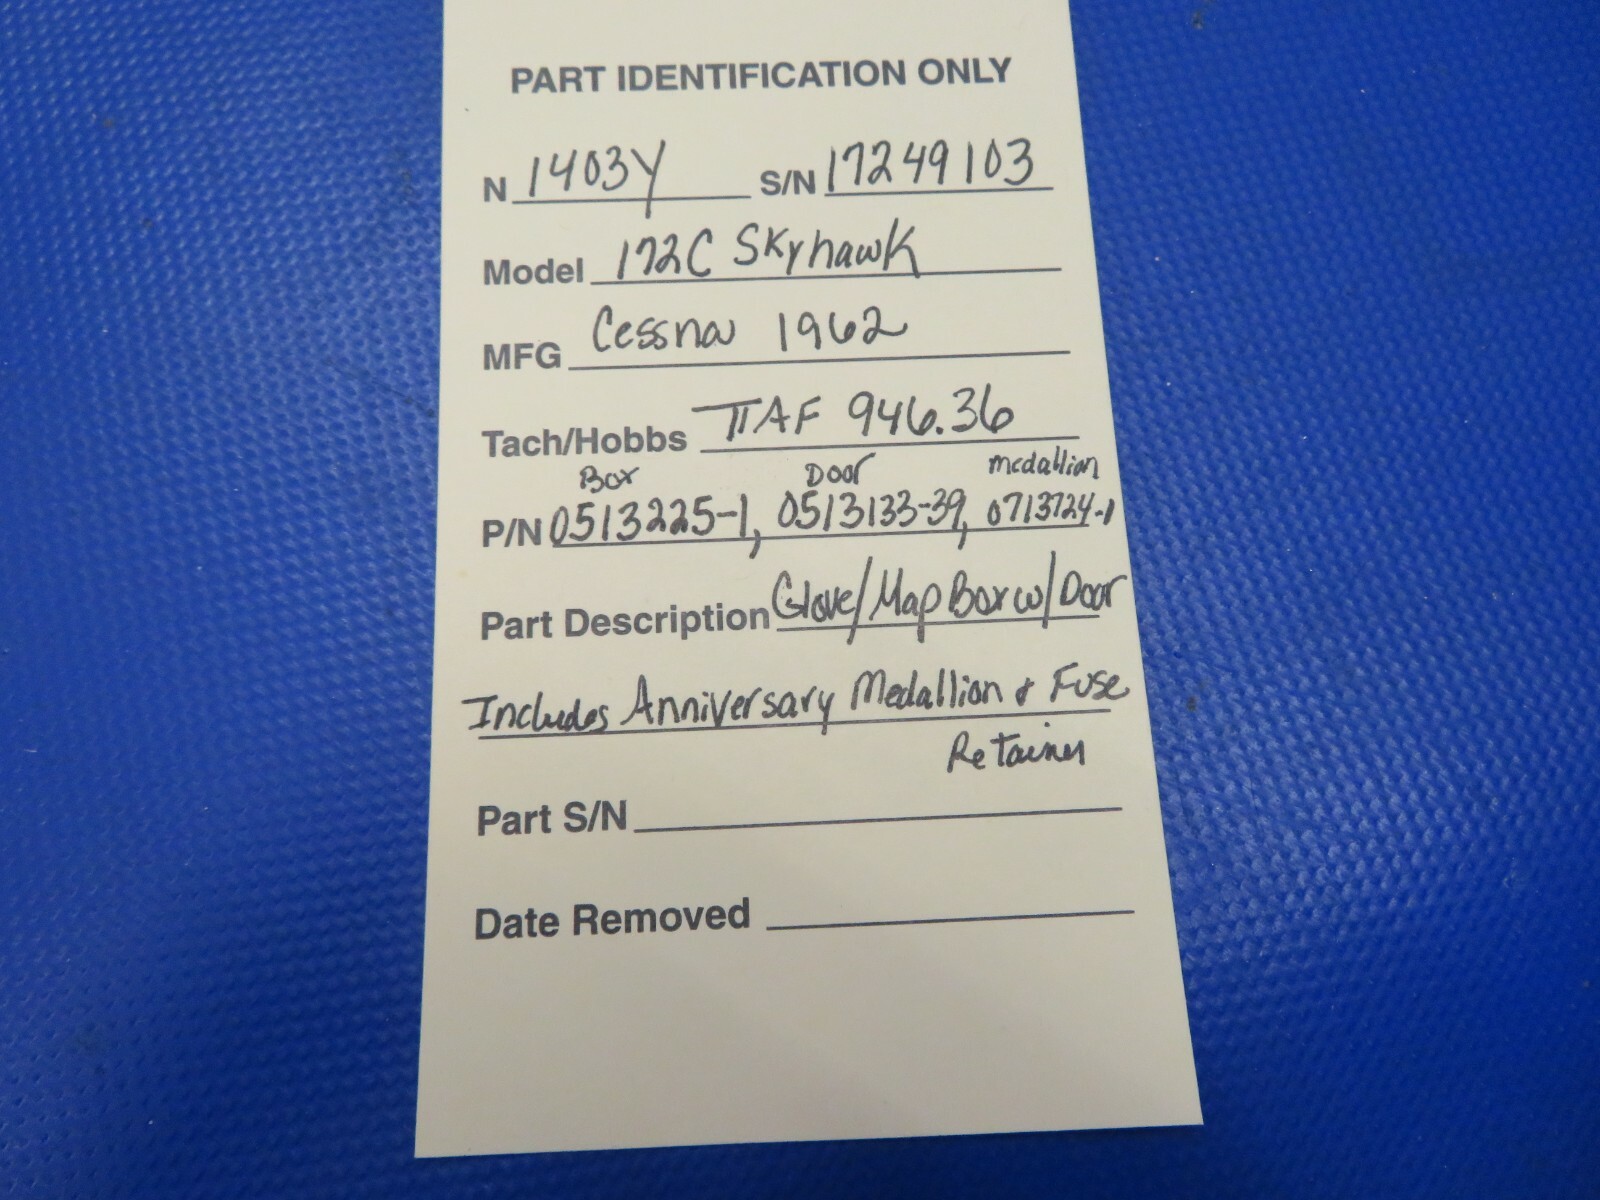 PART IDENTIFICATION ONLY
N 1403Y S/N 17249103
Model 172C Skyhawk
MFG Cessna 1962
Tach/Hobbs TTAF 946.36
Box Door medallion
P/N 0513225-1, 0513133-39, 0713724-1
Part Description Glove/Map Box w/Door
Includes Anniversary Medallion & Fuse
Retainer
Part S/N
Date Removed